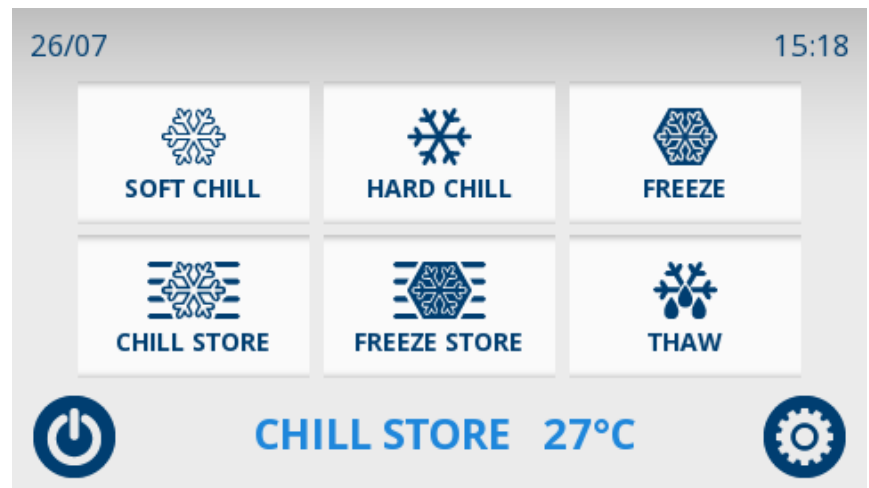 26/07 15:18
SOFT CHILL HARD CHILL FREEZE
CHILL STORE FREEZE STORE THAW
CHILL STORE 27°C